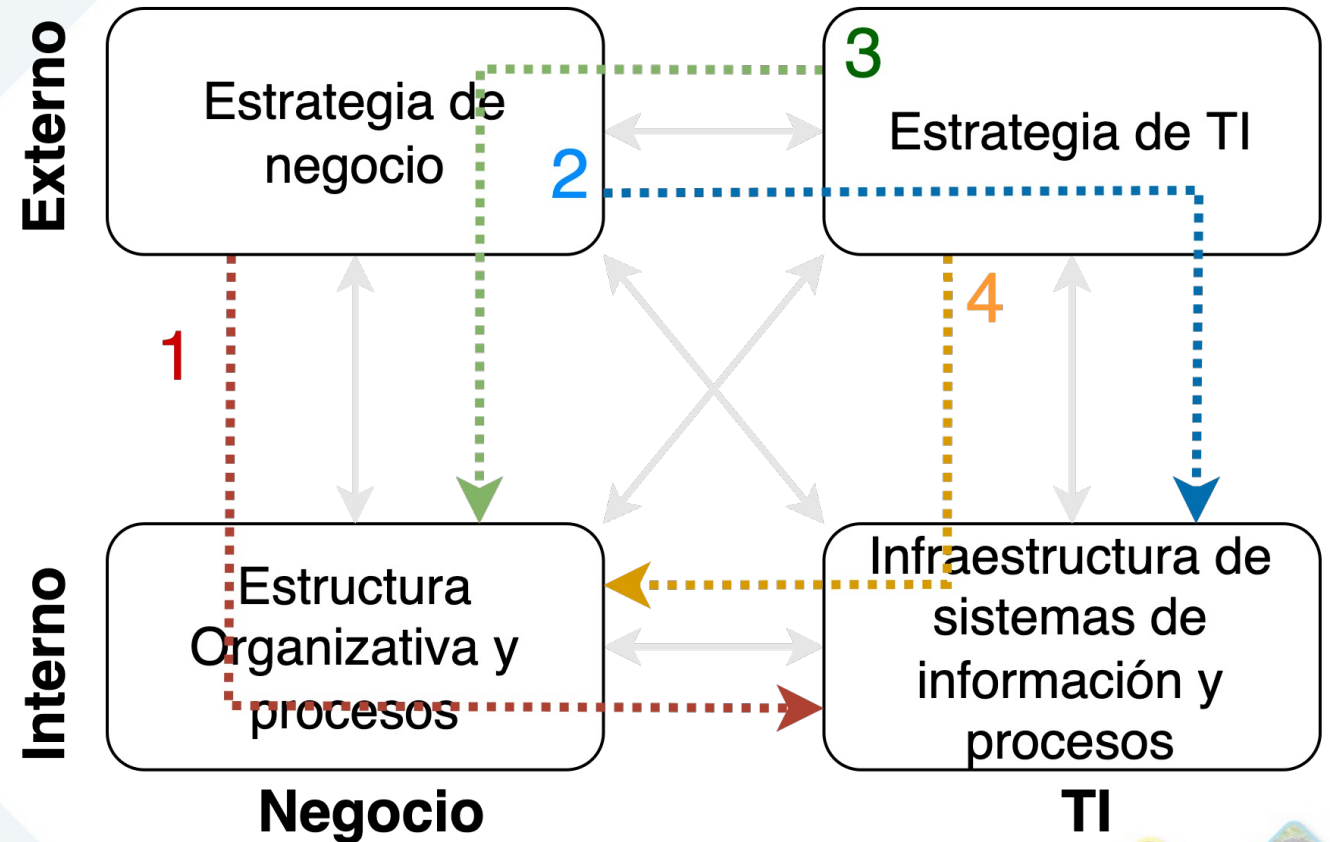 Externo
Estrategia de
negocio
3
Estrategia de TI
2
1
4
Interno
Estructura
Organizativa y
procesos
Infraestructura de
sistemas de
información y
procesos
Negocio
TI